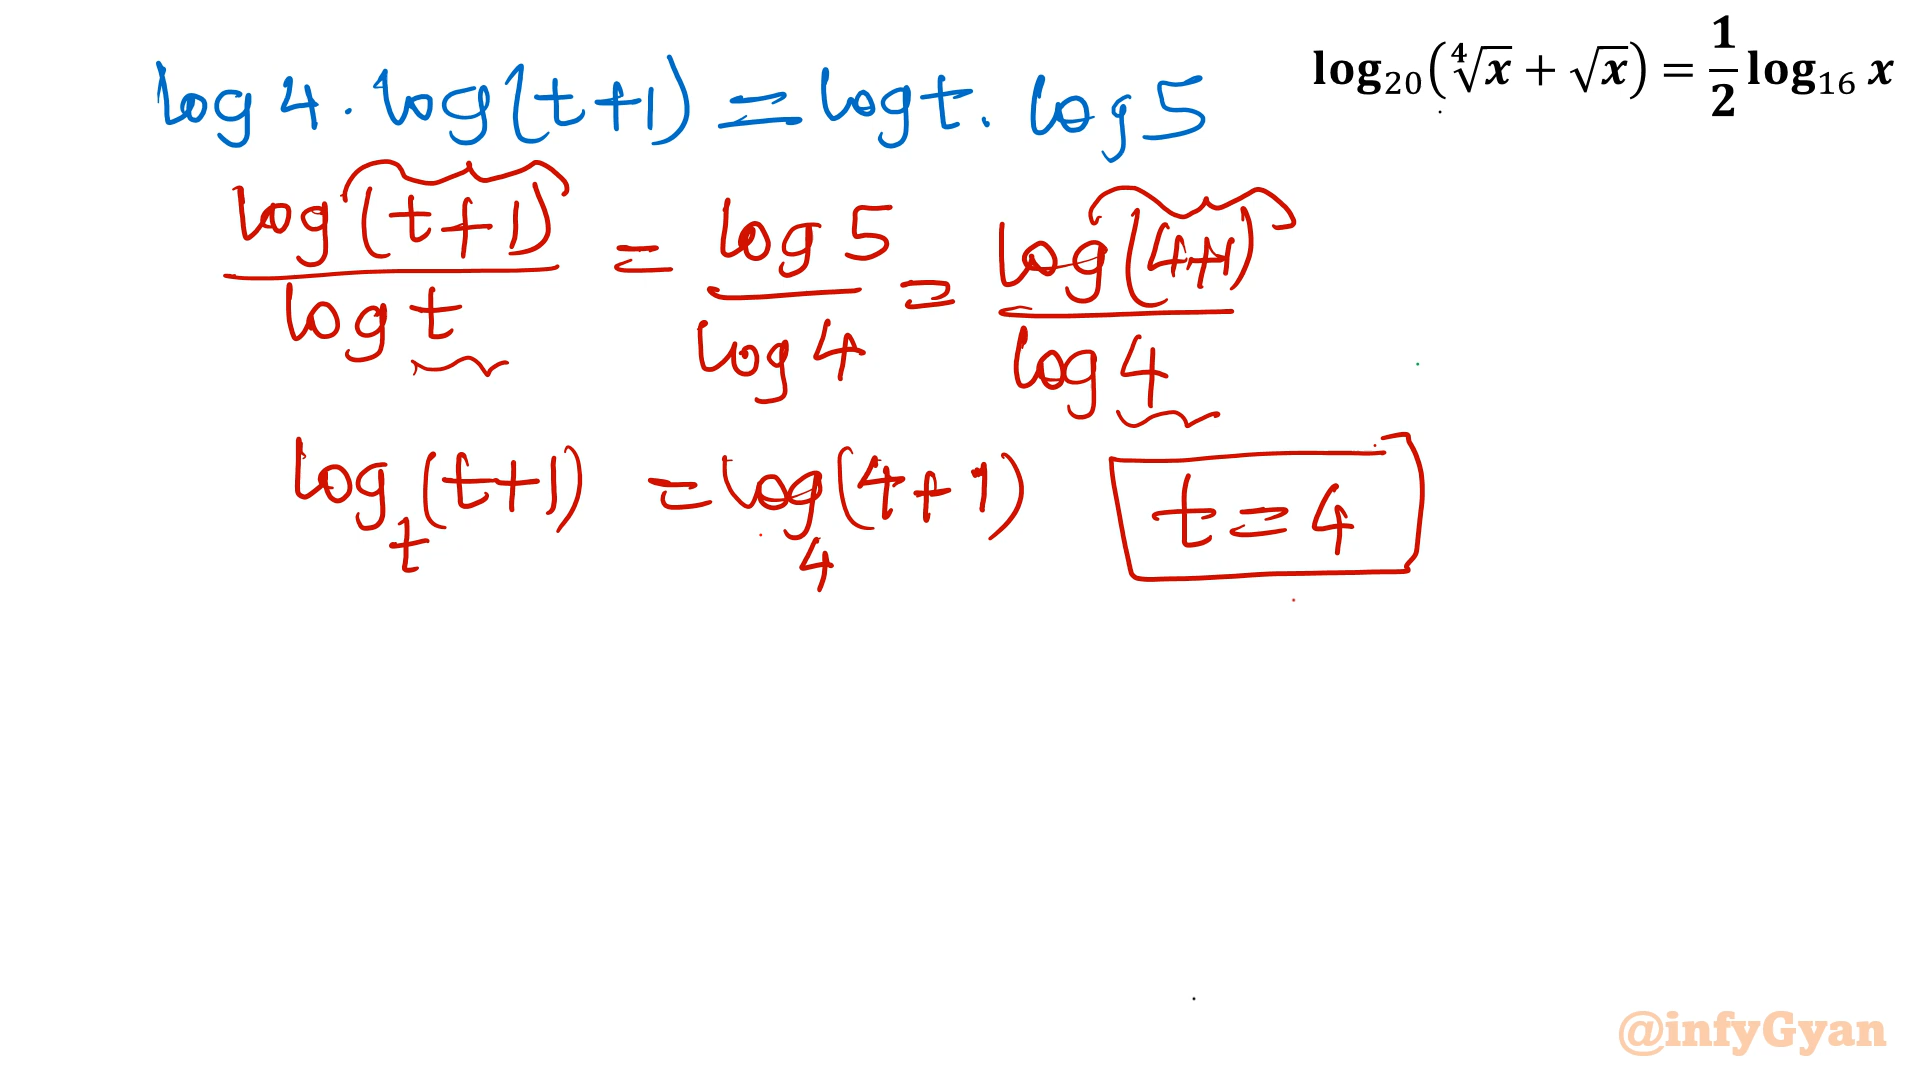 log₂₀(∜x + √x) = 1/2 log₁₆ x
log 4 . log(t+1) = log t . log 5
log(t+1)/log t = log 5/log 4 = log(4+1)/log 4
logₜ(t+1) = log₄(4+1) t = 4
@infyGyan